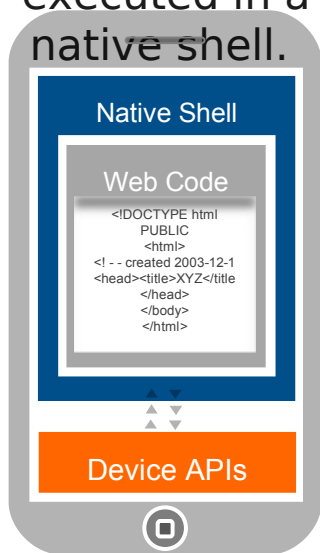 executed in a
native shell.
Native Shell
Web Code
<!DOCTYPE html
PUBLIC
<html>
<! - - created 2003-12-1
<head><title>XYZ</title
</head>
</body>
</html>
Device APIs